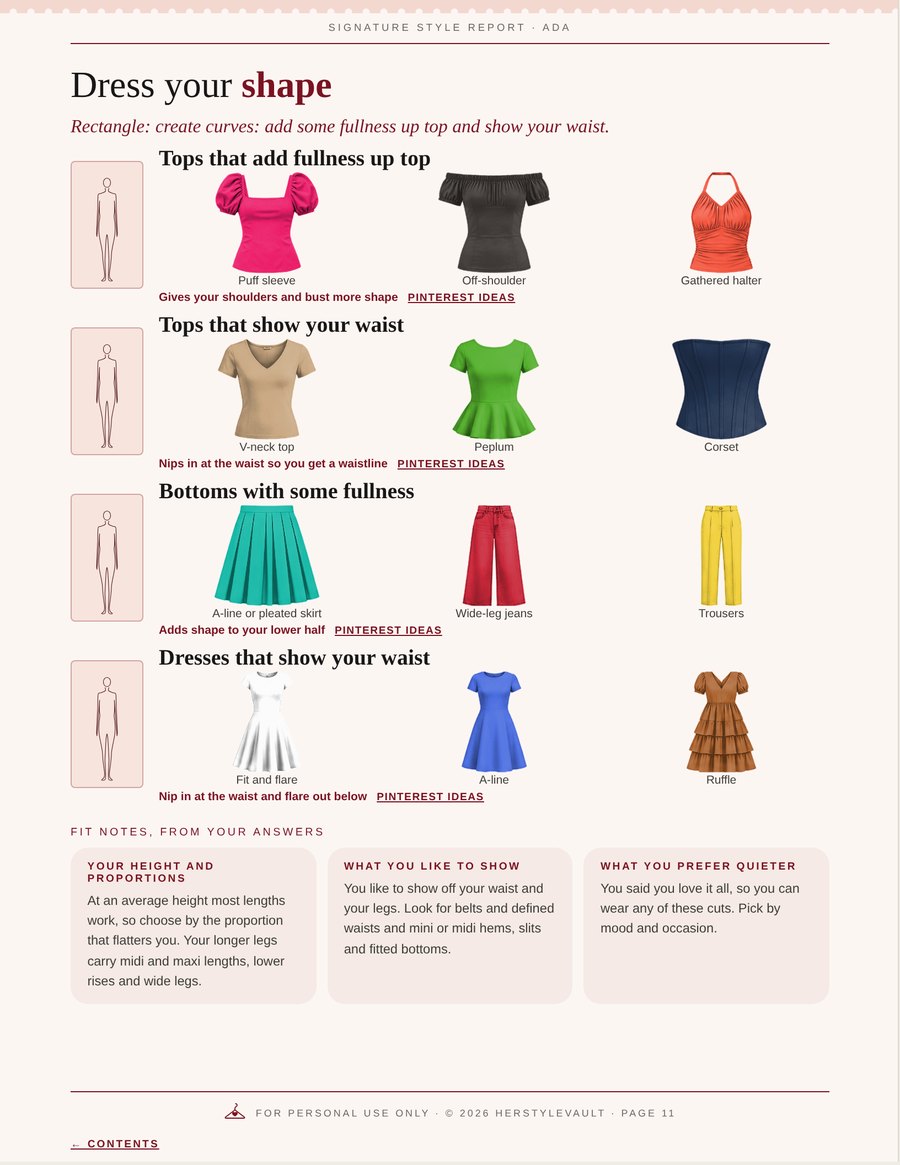 SIGNATURE STYLE REPORT · ADA
Dress your shape
Rectangle: create curves: add some fullness up top and show your waist.
Tops that add fullness up top
Puff sleeve
Off-shoulder
Gathered halter
Gives your shoulders and bust more shape PINTEREST IDEAS
Tops that show your waist
V-neck top
Peplum
Corset
Nips in at the waist so you get a waistline PINTEREST IDEAS
Bottoms with some fullness
A-line or pleated skirt
Wide-leg jeans
Trousers
Adds shape to your lower half PINTEREST IDEAS
Dresses that show your waist
Fit and flare
A-line
Ruffle
Nip in at the waist and flare out below PINTEREST IDEAS
FIT NOTES, FROM YOUR ANSWERS
YOUR HEIGHT AND
PROPORTIONS
At an average height most lengths
work, so choose by the proportion
that flatters you. Your longer legs
carry midi and maxi lengths, lower
rises and wide legs.
WHAT YOU LIKE TO SHOW
You like to show off your waist and
your legs. Look for belts and defined
waists and mini or midi hems, slits
and fitted bottoms.
WHAT YOU PREFER QUIETER
You said you love it all, so you can
wear any of these cuts. Pick by
mood and occasion.
FOR PERSONAL USE ONLY · © 2026 HERSTYLEVAULT · PAGE 11
← CONTENTS